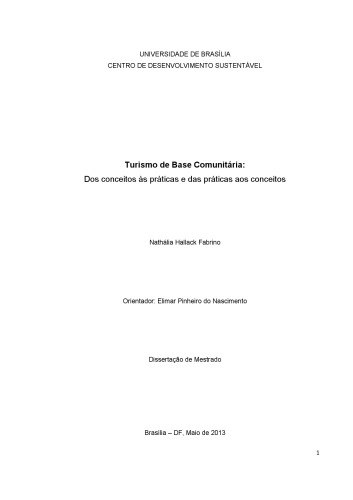 UNIVERSIDADE DE BRASÍLIA
CENTRO DE DESENVOLVIMENTO SUSTENTÁVEL
Turismo de Base Comunitária:
Dos conceitos às práticas e das práticas aos conceitos
Nathália Hallack Fabrino
Orientador: Elimar Pinheiro do Nascimento
Dissertação de Mestrado
Brasília – DF, Maio de 2013
1